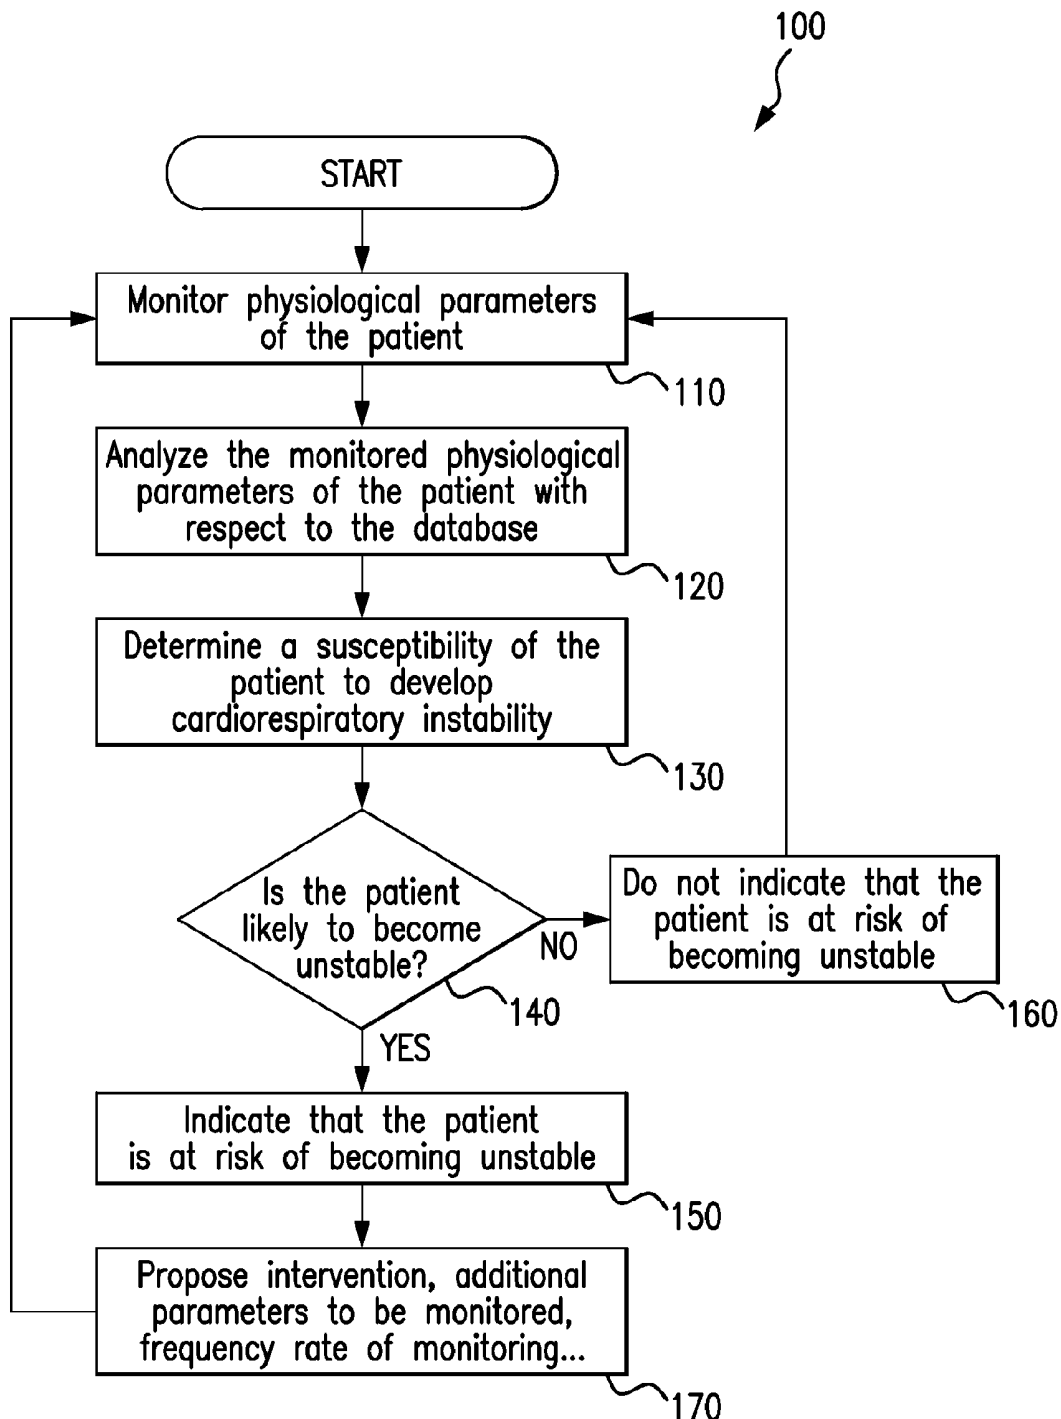 100
START
Monitor physiological parameters
of the patient
110
Analyze the monitored physiological
parameters of the patient with
respect to the database
120
Determine a susceptibility of the
patient to develop
cardiorespiratory instability
130
Is the patient
likely to become
unstable?
140
NO
Do not indicate that the
patient is at risk of
becoming unstable
160
YES
Indicate that the patient
is at risk of becoming unstable
150
Propose intervention, additional
parameters to be monitored,
frequency rate of monitoring...
170